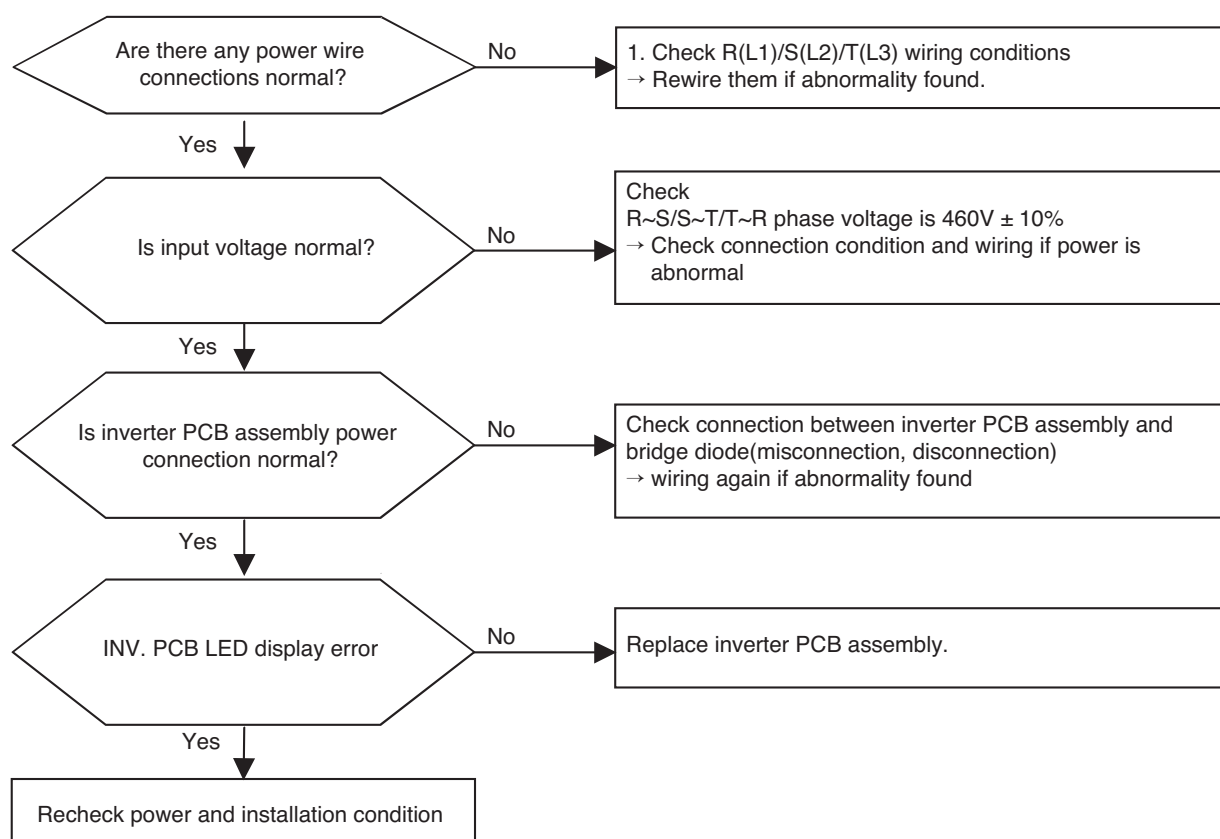 Are there any power wire
connections normal?
No
1. Check R(L1)/S(L2)/T(L3) wiring conditions
→ Rewire them if abnormality found.
Yes
Is input voltage normal?
No
Check
R~S/S~T/T~R phase voltage is 460V ± 10%
→ Check connection condition and wiring if power is
abnormal
Yes
Is inverter PCB assembly power
connection normal?
No
Check connection between inverter PCB assembly and
bridge diode(misconnection, disconnection)
→ wiring again if abnormality found
Yes
INV. PCB LED display error
No
Replace inverter PCB assembly.
Yes
Recheck power and installation condition